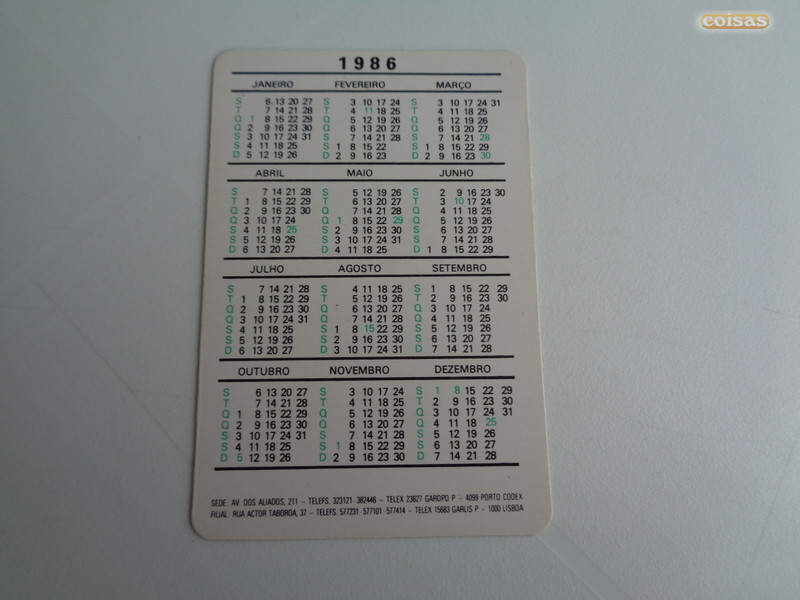 coisas
1986
JANEIRO FEVEREIRO MARÇO
S 6 13 20 27 S 3 10 17 24 S 3 10 17 24 31
T 7 14 21 28 T 4 11 18 25 T 4 11 18 25
Q 1 8 15 22 29 Q 5 12 19 26 Q 5 12 19 26
Q 2 9 16 23 30 Q 6 13 20 27 Q 6 13 20 27
S 3 10 17 24 31 S 7 14 21 28 S 7 14 21 28
S 4 11 18 25 S 1 8 15 22 S 1 8 15 22 29
D 5 12 19 26 D 2 9 16 23 D 2 9 16 23 30
ABRIL MAIO JUNHO
S 7 14 21 28 S 5 12 19 26 S 2 9 16 23 30
T 1 8 15 22 29 T 6 13 20 27 T 3 10 17 24
Q 2 9 16 23 30 Q 7 14 21 28 Q 4 11 18 25
Q 3 10 17 24 Q 1 8 15 22 29 Q 5 12 19 26
S 4 11 18 25 S 2 9 16 23 30 S 6 13 20 27
S 5 12 19 26 S 3 10 17 24 31 S 7 14 21 28
D 6 13 20 27 D 4 11 18 25 D 1 8 15 22 29
JULHO AGOSTO SETEMBRO
S 7 14 21 28 S 4 11 18 25 S 1 8 15 22 29
T 1 8 15 22 29 T 5 12 19 26 T 2 9 16 23 30
Q 2 9 16 23 30 Q 6 13 20 27 Q 3 10 17 24
Q 3 10 17 24 31 Q 7 14 21 28 Q 4 11 18 25
S 4 11 18 25 S 1 8 15 22 29 S 5 12 19 26
S 5 12 19 26 S 2 9 16 23 30 S 6 13 20 27
D 6 13 20 27 D 3 10 17 24 31 D 7 14 21 28
OUTUBRO NOVEMBRO DEZEMBRO
S 6 13 20 27 S 3 10 17 24 S 1 8 15 22 29
T 7 14 21 28 T 4 11 18 25 T 2 9 16 23 30
Q 1 8 15 22 29 Q 5 12 19 26 Q 3 10 17 24 31
Q 2 9 16 23 30 Q 6 13 20 27 Q 4 11 18 25
S 3 10 17 24 31 S 7 14 21 28 S 5 12 19 26
S 4 11 18 25 S 1 8 15 22 29 S 6 13 20 27
D 5 12 19 26 D 2 9 16 23 30 D 7 14 21 28
SEDE: AV. DOS ALIADOS, 211 - TELEFS. 323121 382446 - TELEX 23627 GAROPO P - 4099 PORTO CODEX
FILIAL: RUA ACTOR TABORDA, 37 - TELEFS. 577231 - 577101 - 577414 - TELEX 15683 GARLIS P - 1000 LISBOA